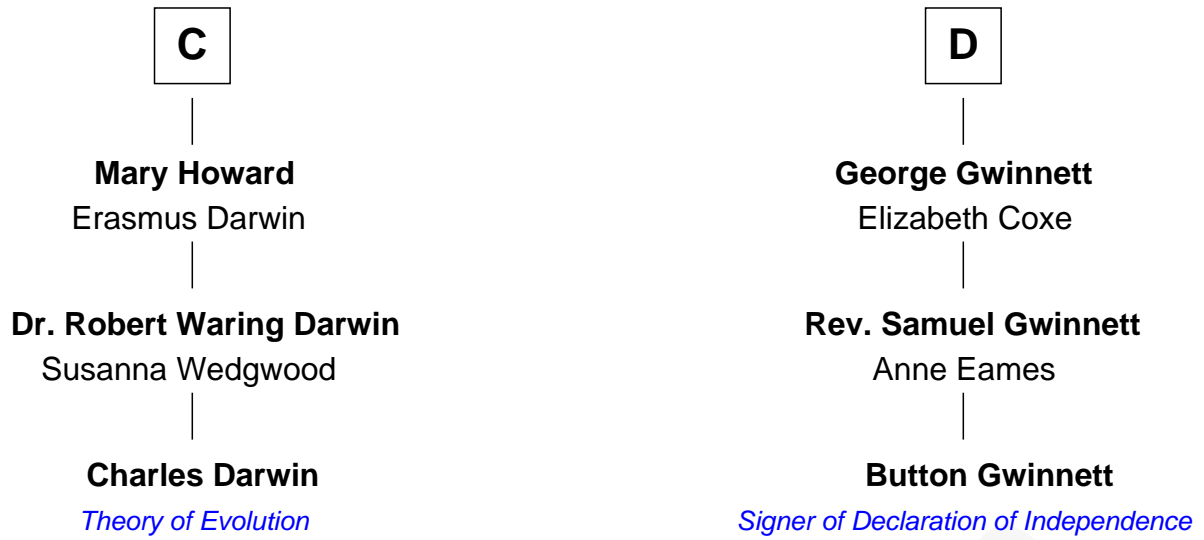 C
Mary Howard
Erasmus Darwin
Dr. Robert Waring Darwin
Susanna Wedgwood
Charles Darwin
Theory of Evolution
D
George Gwinnett
Elizabeth Coxe
Rev. Samuel Gwinnett
Anne Eames
Button Gwinnett
Signer of Declaration of Independence